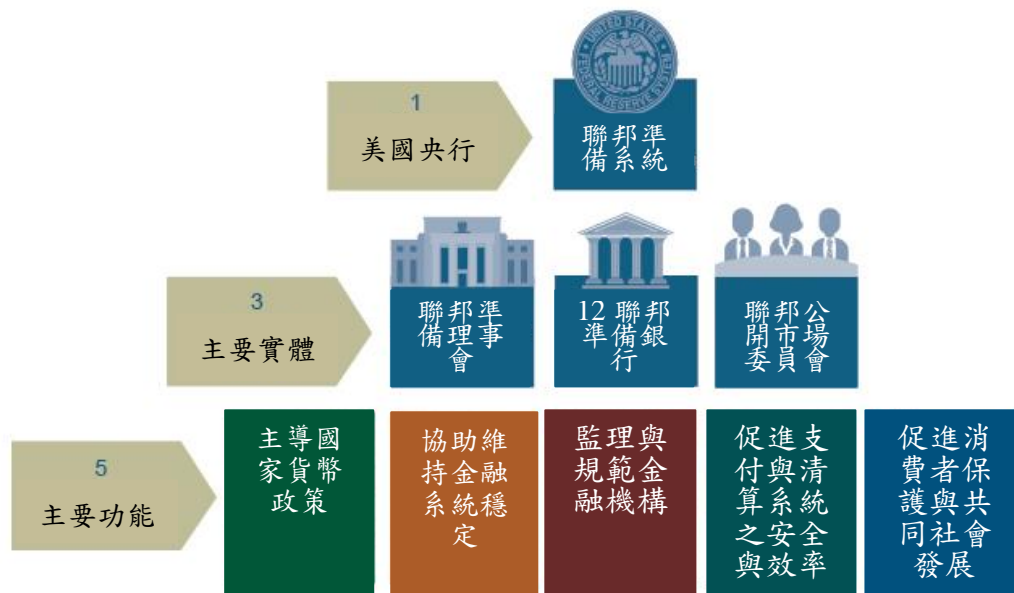 UNITED STATES
FEDERAL RESERVE SYSTEM
1
美國央行
聯邦準
備系統
3
主要實體
聯邦準
備理事
會
12 聯邦
準備銀
行
聯邦公
開市場
委員會
5
主要功能
主導國
家貨幣
政策
協助維
持金融
系統穩
定
監理與
規範金
融機構
促進支
付與清
算系統
之安全
與效率
促進消
費者保
護與共
同社會
發展